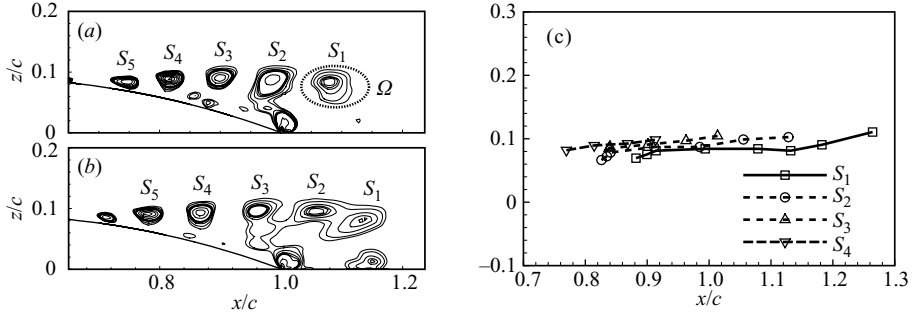 0.2
(a)
S5 S4 S3 S2 S1
z/c 0.1
Ω
0
0.2
(b)
S5 S4 S3 S2 S1
z/c 0.1
0
0.8 1.0 1.2
x/c
0.3
(c)
0.2
z/c 0.1
0
–0.1
S1
S2
S3
S4
0.7 0.8 0.9 1.0 1.1 1.2 1.3
x/c